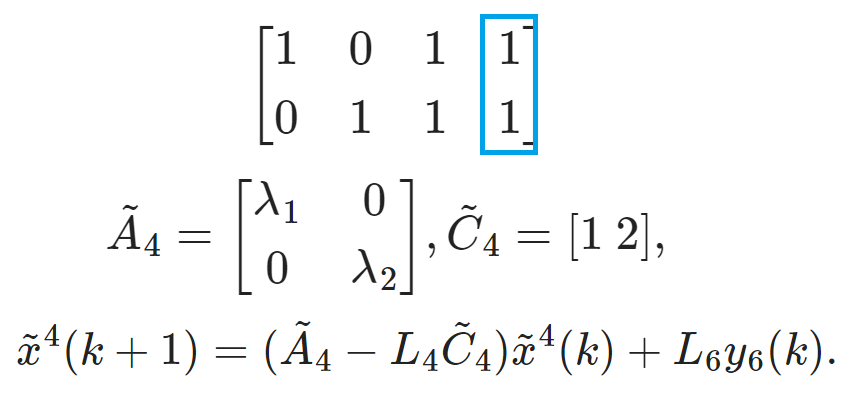 [1 0 1 1
0 1 1 1]
Ã₄ = [λ₁ 0
0 λ₂], C̃₄ = [1 2],
x̃⁴(k + 1) = (Ã₄ − L₄C̃₄)x̃⁴(k) + L₆y₆(k).